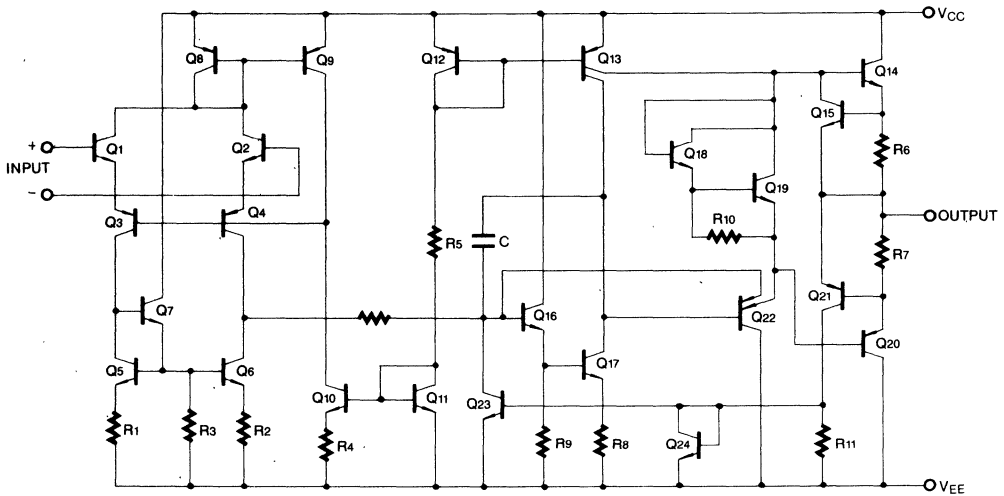 VCC
Q8
Q9
Q12
Q13
Q14
Q15
+
INPUT
−
Q1
Q2
Q18
R6
Q3
Q4
Q19
R10
OUTPUT
R5
C
R7
Q7
Q16
Q22
Q21
Q20
Q5
Q6
Q17
Q10
Q11
Q23
R1
R3
R2
R4
R9
R8
Q24
R11
VEE